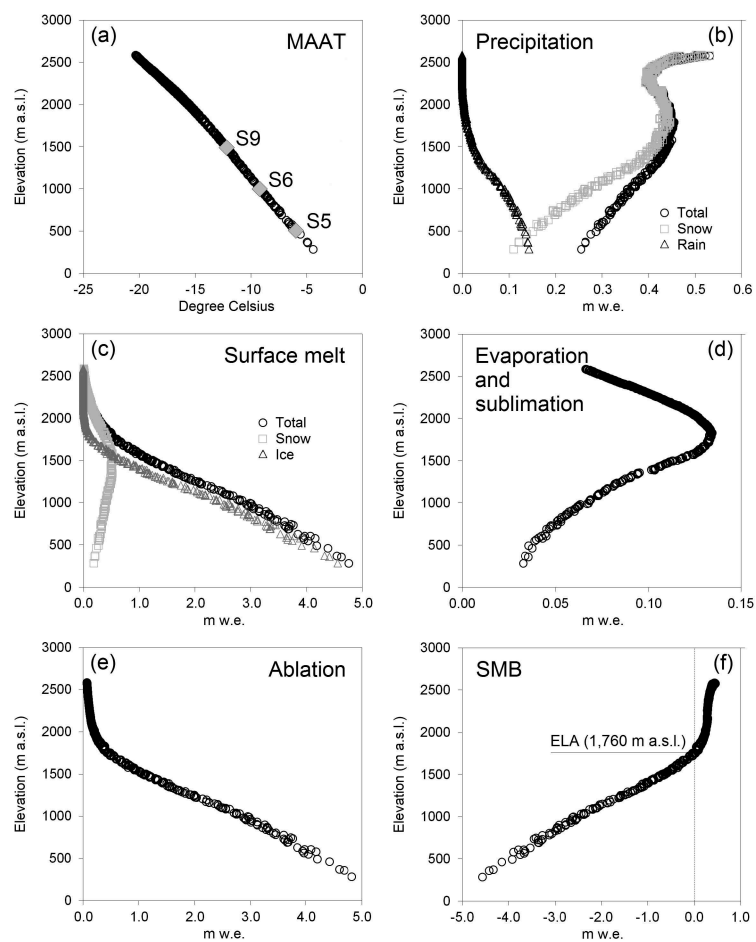 3000
(a)
MAAT
2500
2000
S9
1500
S6
1000
S5
500
0
-25
-20
-15
-10
-5
0
Degree Celsius
Elevation (m a.s.l.)
3000
Precipitation
(b)
2500
2000
1500
1000
500
0
Total
Snow
Rain
0.0
0.1
0.2
0.3
0.4
0.5
0.6
m w.e.
Elevation (m a.s.l.)
3000
(c)
Surface melt
2500
2000
1500
1000
500
0
Total
Snow
Ice
0.0
1.0
2.0
3.0
4.0
5.0
m w.e.
Elevation (m a.s.l.)
3000
Evaporation
and
sublimation
(d)
2500
2000
1500
1000
500
0
0.00
0.05
0.10
0.15
m w.e.
Elevation (m a.s.l.)
3000
(e)
Ablation
2500
2000
1500
1000
500
0
0.0
1.0
2.0
3.0
4.0
5.0
m w.e.
Elevation (m a.s.l.)
3000
SMB
(f)
2500
2000
ELA (1,760 m a.s.l.)
1500
1000
500
0
-5.0
-4.0
-3.0
-2.0
-1.0
0.0
1.0
m w.e.
Elevation (m a.s.l.)